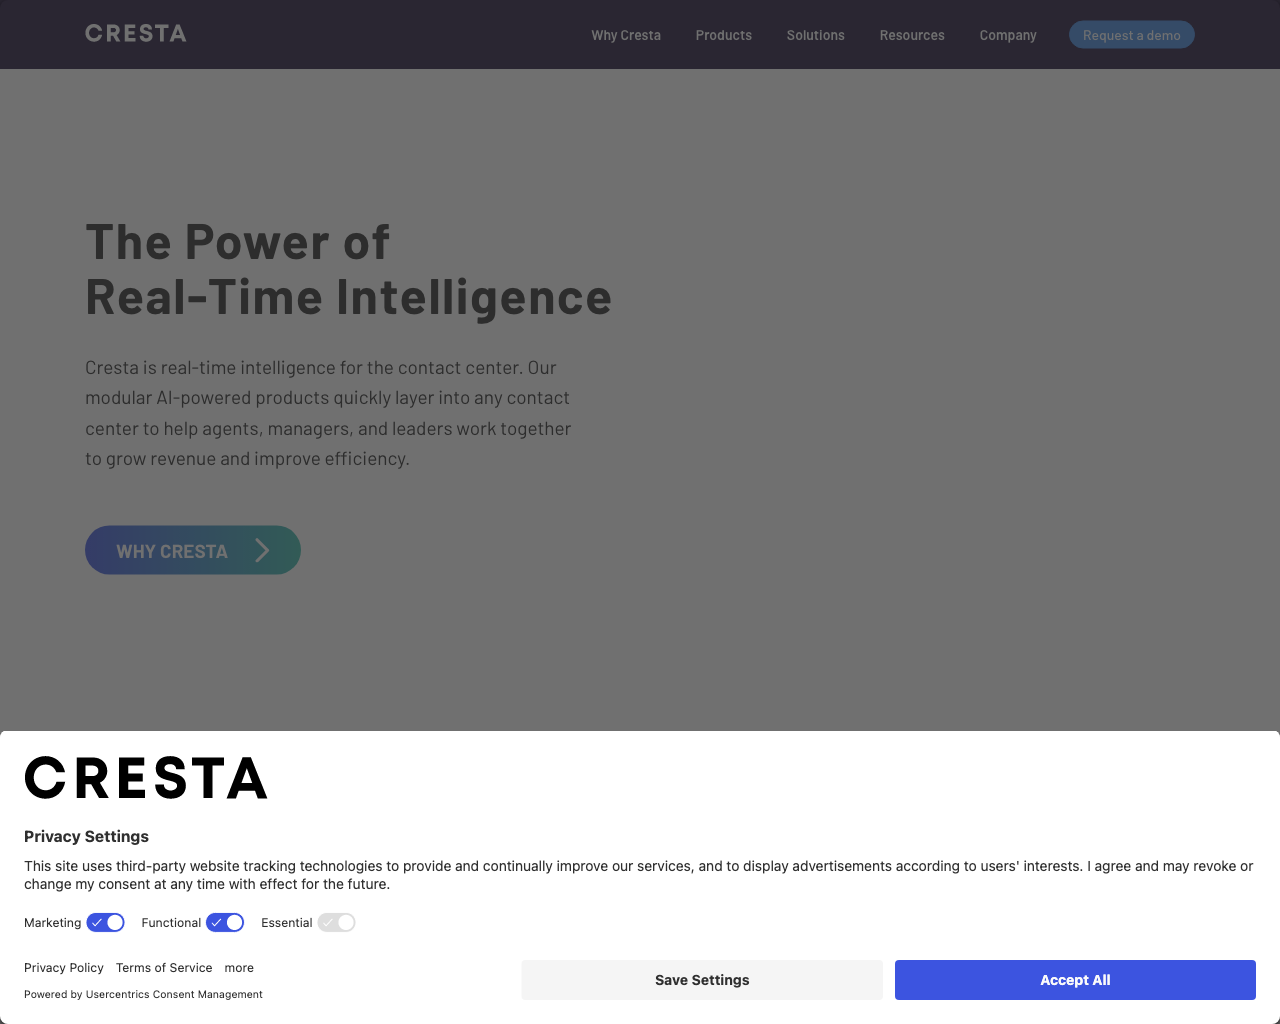 CRESTA
Why Cresta
Products
Solutions
Resources
Company
Request a demo
The Power of
Real-Time Intelligence
Cresta is real-time intelligence for the contact center. Our
modular AI-powered products quickly layer into any contact
center to help agents, managers, and leaders work together
to grow revenue and improve efficiency.
WHY CRESTA
CRESTA
Privacy Settings
This site uses third-party website tracking technologies to provide and continually improve our services, and to display advertisements according to users' interests. I agree and may revoke or
change my consent at any time with effect for the future.
Marketing
Functional
Essential
Privacy Policy
Terms of Service
more
Powered by Usercentrics Consent Management
Save Settings
Accept All